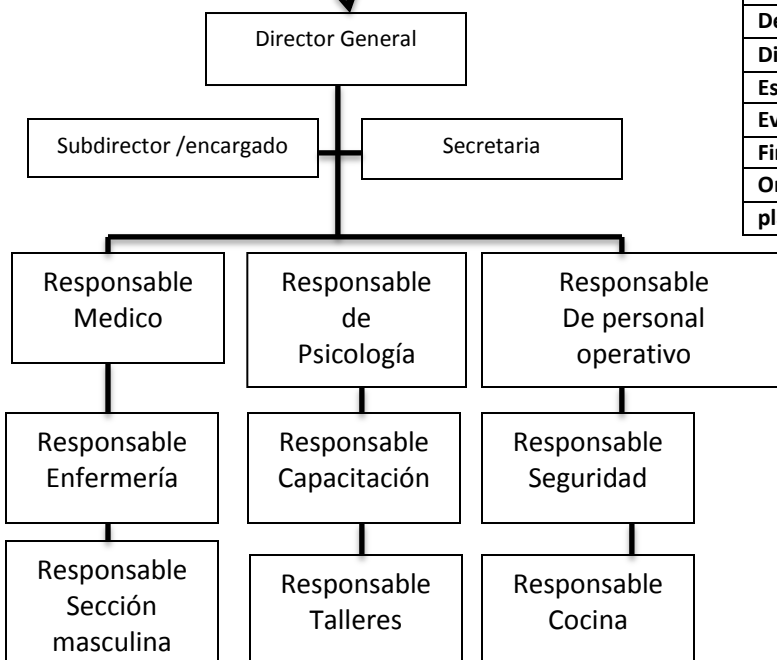 Director General
Subdirector /encargado
Secretaria
Responsable
Medico
Responsable
de
Psicología
Responsable
De personal
operativo
Responsable
Enfermería
Responsable
Capacitación
Responsable
Seguridad
Responsable
Sección
masculina
Responsable
Talleres
Responsable
Cocina